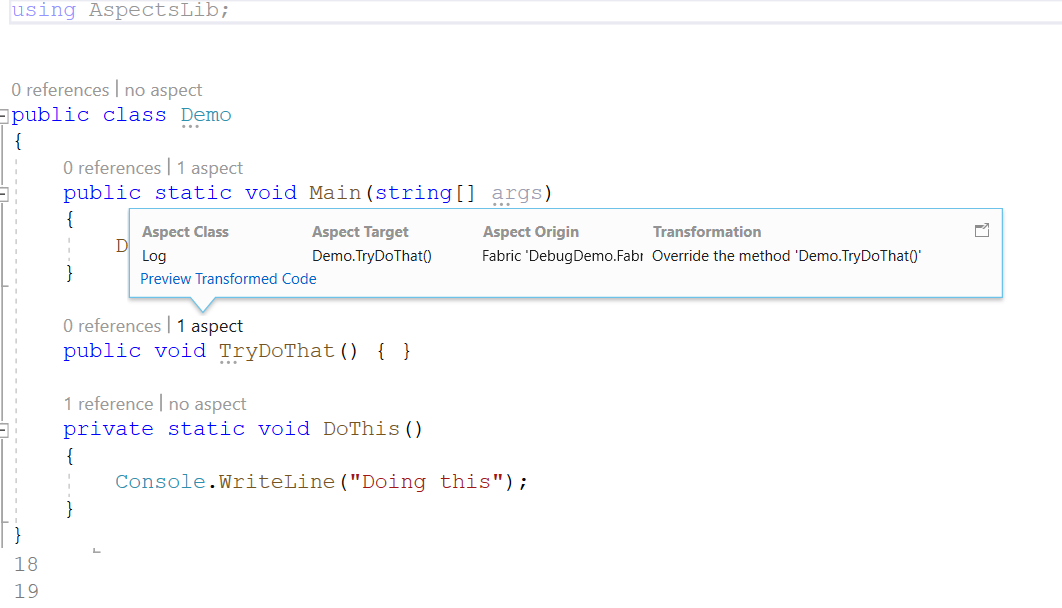 using AspectsLib;
0 references | no aspect
public class Demo
{
0 references | 1 aspect
public static void Main(string[] args)
{
D
}
Aspect Class Aspect Target Aspect Origin Transformation
Log Demo.TryDoThat() Fabric 'DebugDemo.Fabr Override the method 'Demo.TryDoThat()'
Preview Transformed Code
0 references | 1 aspect
public void TryDoThat() { }
1 reference | no aspect
private static void DoThis()
{
Console.WriteLine("Doing this");
}
}
18
19